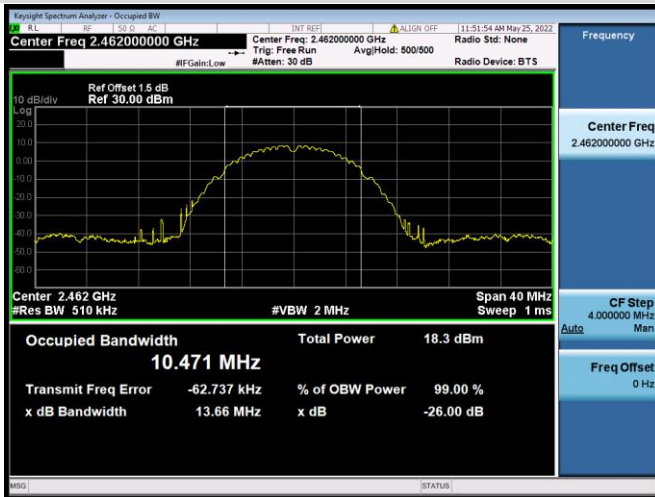 Keysight Spectrum Analyzer - Occupied BW
RL RF 50 Ω AC INT REF ALIGN OFF 11:51:54 AM May 25, 2022
Center Freq 2.462000000 GHz
Center Freq: 2.462000000 GHz Radio Std: None
Trig: Free Run Avg|Hold: 500/500
#IFGain:Low #Atten: 30 dB Radio Device: BTS
Frequency
Ref Offset 1.5 dB
10 dB/div Ref 30.00 dBm
Log
20.0
10.0
0.00
-10.0
-20.0
-30.0
-40.0
-50.0
-60.0
Center Freq
2.462000000 GHz
Center 2.462 GHz Span 40 MHz
#Res BW 510 kHz #VBW 2 MHz Sweep 1 ms
CF Step
4.000000 MHz
Auto Man
Freq Offset
0 Hz
Occupied Bandwidth Total Power 18.3 dBm
10.471 MHz
Transmit Freq Error -62.737 kHz % of OBW Power 99.00 %
x dB Bandwidth 13.66 MHz x dB -26.00 dB
MSG STATUS